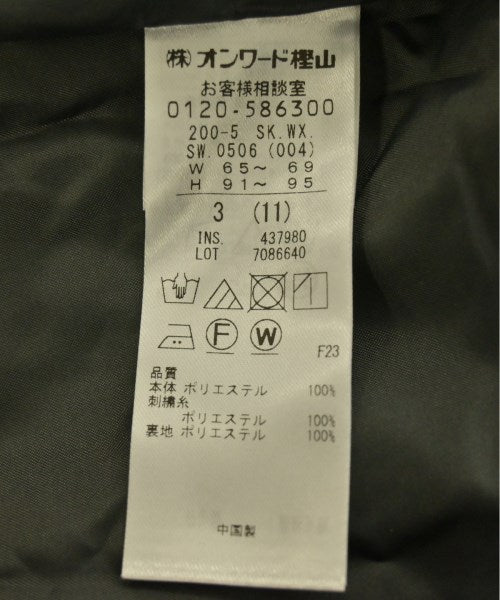 (株)オンワード樫山
お客様相談室
0120-586300
200-5 SK.WX.
SW.0506 (004)
W 65～ 69
H 91～ 95
3 (11)
INS. 437980
LOT 7086640
F W
F23
品質
本体 ポリエステル 100%
刺繍糸
ポリエステル 100%
裏地 ポリエステル 100%
中国製